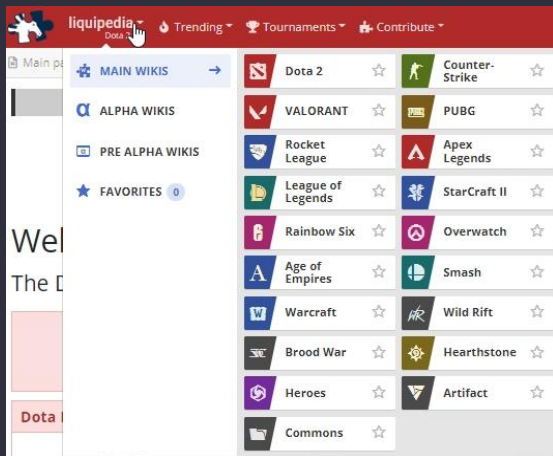 liquipedia
Dota 2
Trending
Tournaments
Contribute
Main pa
MAIN WIKIS
ALPHA WIKIS
PRE ALPHA WIKIS
FAVORITES 0
Dota 2
Counter-
Strike
VALORANT
PUBG
Rocket
League
Apex
Legends
League of
Legends
StarCraft II
Rainbow Six
Overwatch
Age of
Empires
Smash
Warcraft
Wild Rift
Brood War
Hearthstone
Heroes
Artifact
Commons
Wel
The D
Dota